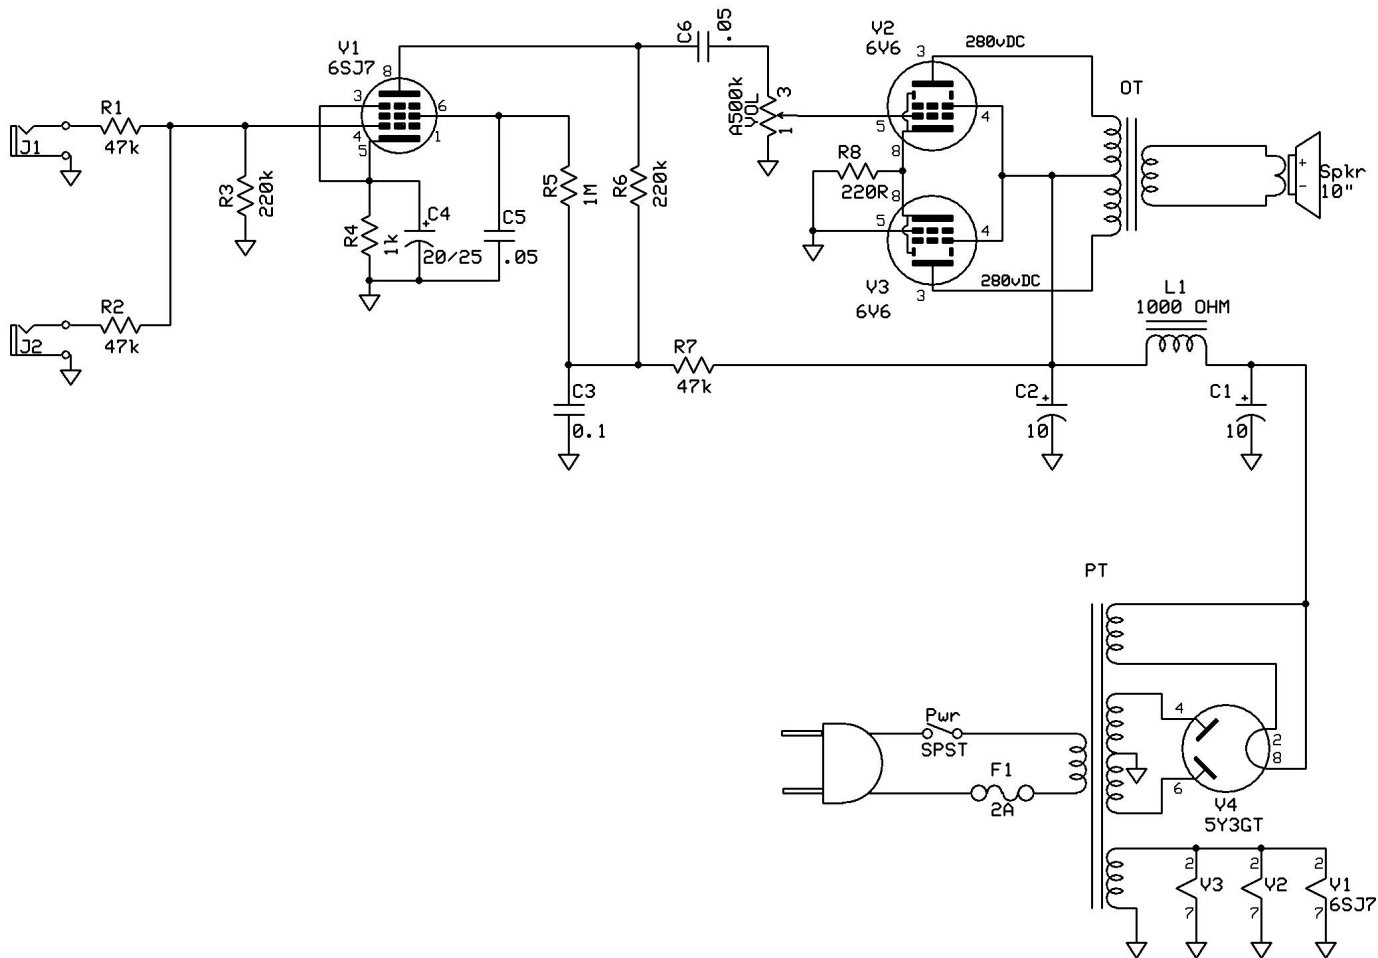 V1
6SJ7
8
3
6
4
1
5
R1
47k
J1
R3
220k
R4
1k
C4
+
20/25
C5
.05
R2
47k
J2
R5
1M
R6
220k
C6
.05
A500k
VOL
3
1
R7
47k
C3
0.1
V2
6V6
3
280vDC
5
4
8
R8
220R
8
5
4
V3
6V6
3
280vDC
OT
+
-
Spkr
10"
L1
1000 OHM
C2
+
10
C1
+
10
PT
Pwr
SPST
F1
2A
4
2
8
6
V4
5Y3GT
2
V3
7
2
V2
7
2
V1
6SJ7
7